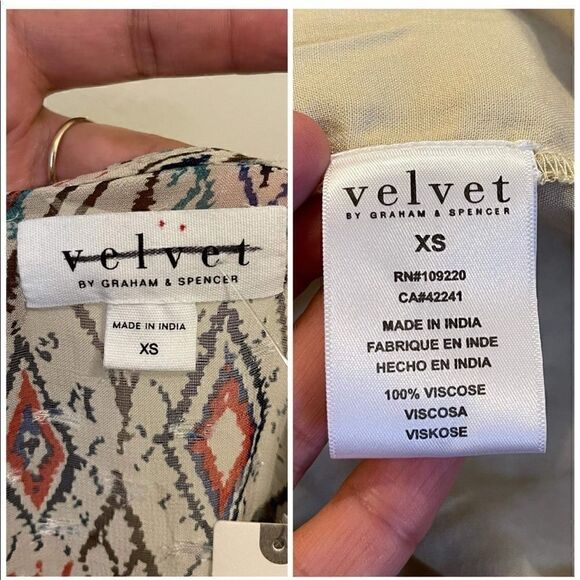 velvet
BY GRAHAM & SPENCER
MADE IN INDIA
XS
velvet
BY GRAHAM & SPENCER
XS
RN#109220
CA#42241
MADE IN INDIA
FABRIQUE EN INDE
HECHO EN INDIA
100% VISCOSE
VISCOSA
VISKOSE